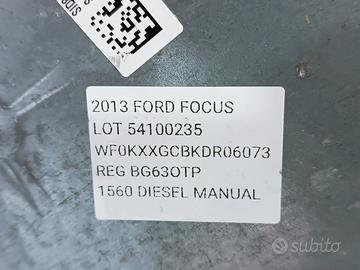 2013 FORD FOCUS
LOT 54100235
WF0KXXGCBKDR06073
REG BG63OTP
1560 DIESEL MANUAL
subito